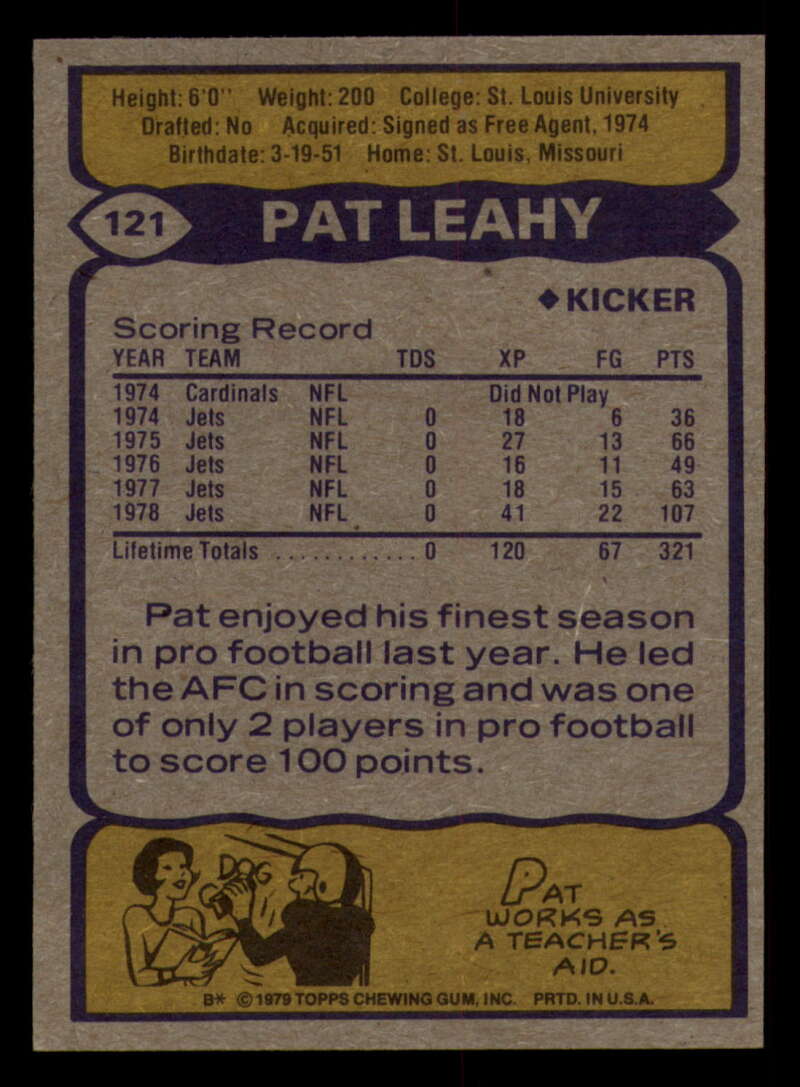 Height: 6'0" Weight: 200 College: St. Louis University
Drafted: No Acquired: Signed as Free Agent, 1974
Birthdate: 3-19-51 Home: St. Louis, Missouri
121 PAT LEAHY
◆ KICKER
Scoring Record
YEAR TEAM TDS XP FG PTS
1974 Cardinals NFL Did Not Play
1974 Jets NFL 0 18 6 36
1975 Jets NFL 0 27 13 66
1976 Jets NFL 0 16 11 49
1977 Jets NFL 0 18 15 63
1978 Jets NFL 0 41 22 107
Lifetime Totals ............. 0 120 67 321
Pat enjoyed his finest season
in pro football last year. He led
the AFC in scoring and was one
of only 2 players in pro football
to score 100 points.
DOG
PAT
WORKS AS
A TEACHER'S
AID.
B* © 1979 TOPPS CHEWING GUM, INC. PRTD. IN U.S.A.